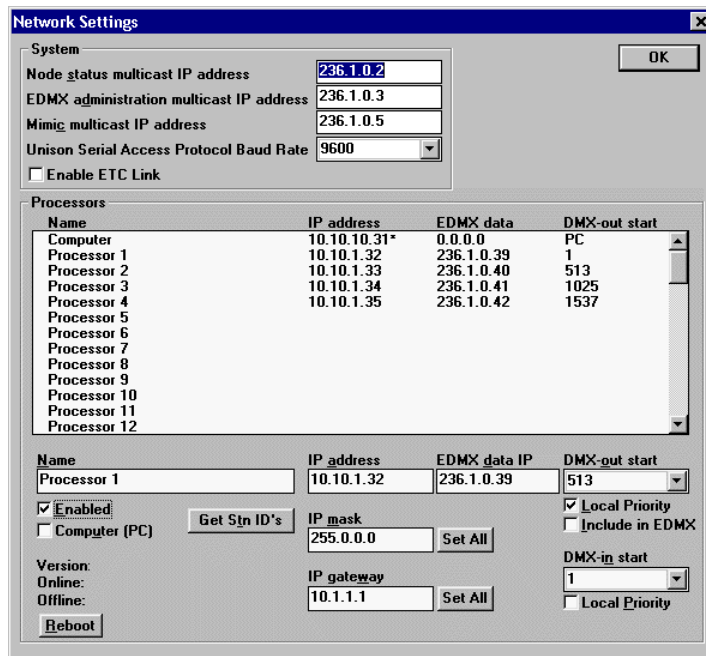 Network Settings
System
OK
Node status multicast IP address 236.1.0.2
EDMX administration multicast IP address 236.1.0.3
Mimic multicast IP address 236.1.0.5
Unison Serial Access Protocol Baud Rate 9600
Enable ETC Link
Processors
Name IP address EDMX data DMX-out start
Computer 10.10.10.31* 0.0.0.0 PC
Processor 1 10.10.1.32 236.1.0.39 1
Processor 2 10.10.1.33 236.1.0.40 513
Processor 3 10.10.1.34 236.1.0.41 1025
Processor 4 10.10.1.35 236.1.0.42 1537
Processor 5
Processor 6
Processor 7
Processor 8
Processor 9
Processor 10
Processor 11
Processor 12
Name IP address EDMX data IP DMX-out start
Processor 1 10.10.1.32 236.1.0.39 513
Enabled Local Priority
Computer (PC) Get Stn ID's IP mask Include in EDMX
255.0.0.0 Set All
Version: DMX-in start
Online: IP gateway 1
Offline: 10.1.1.1 Set All Local Priority
Reboot